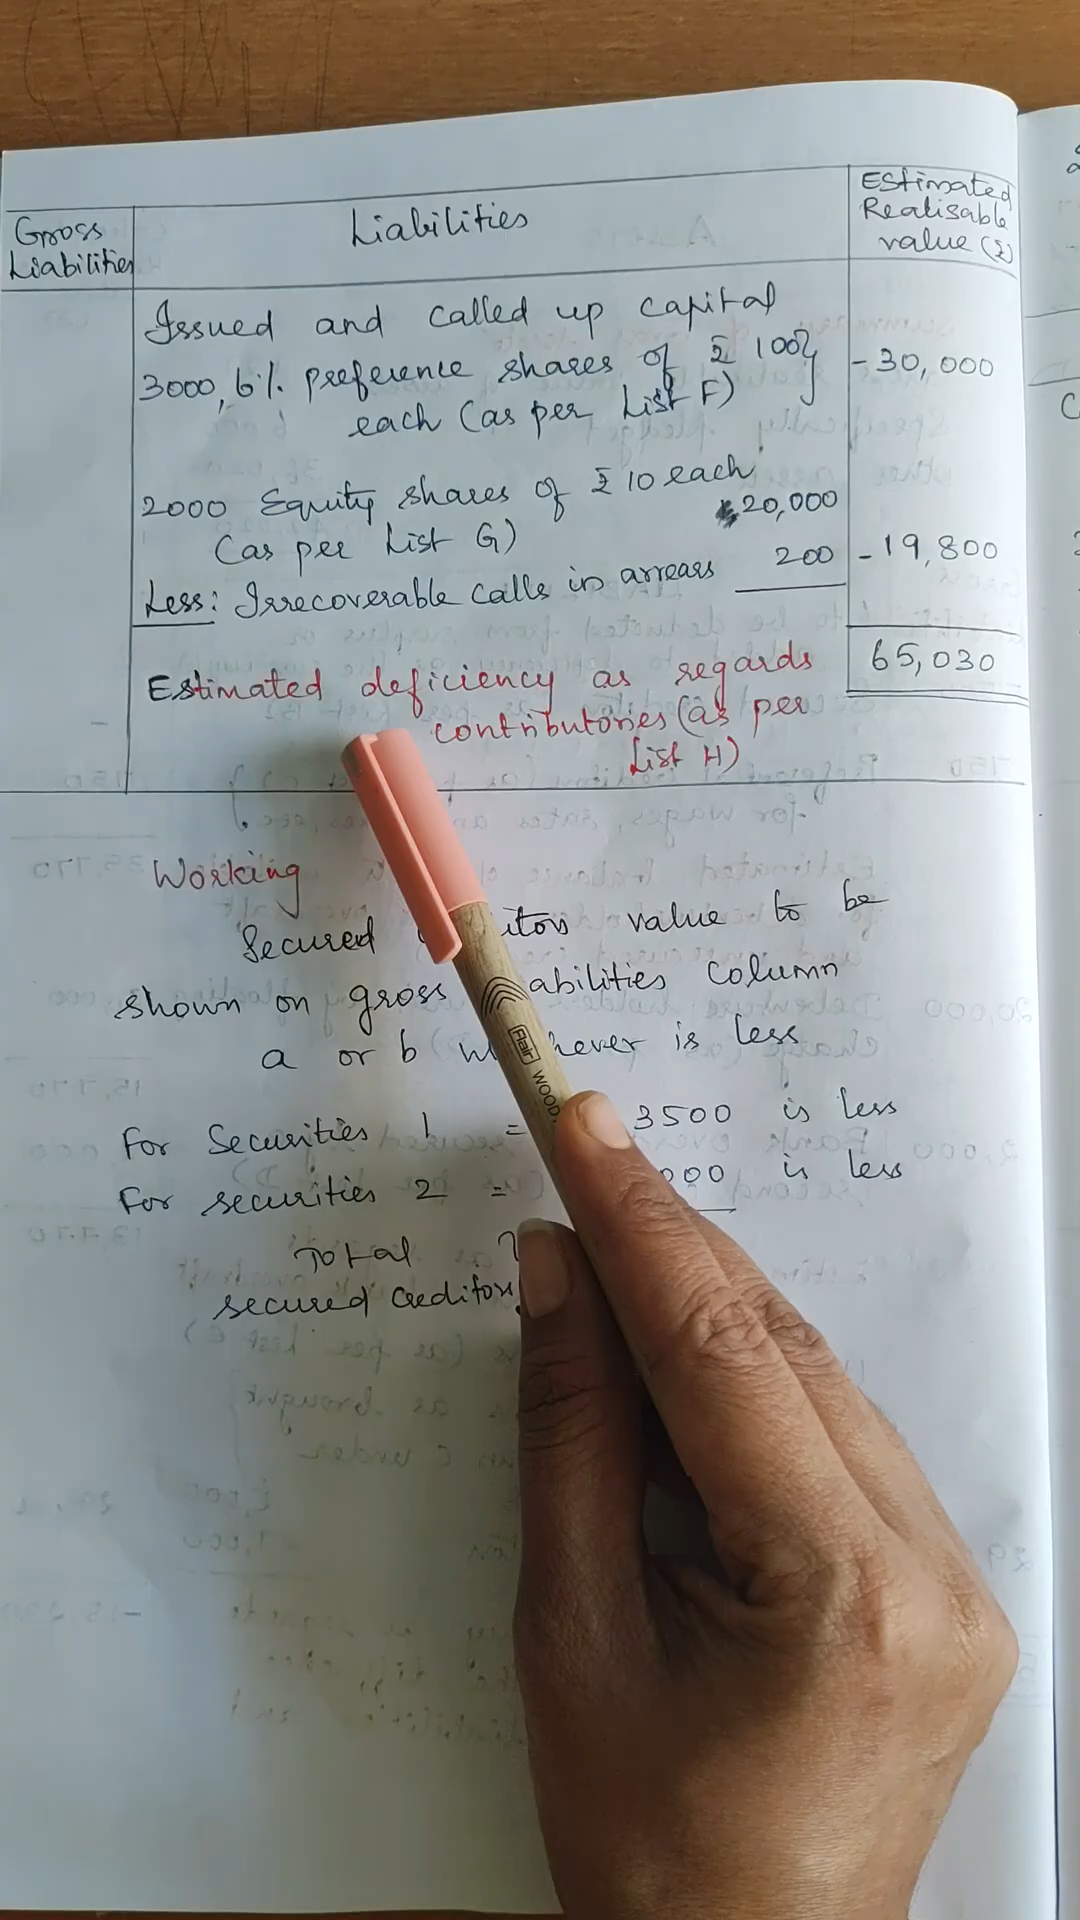 Gross Liabilities
Liabilities
Estimated Realisable value (₹)
Issued and called up capital
3000, 6% preference shares of ₹ 100}
each (as per List F)
- 30,000
2000 Equity shares of ₹ 10 each
(as per List G)
20,000
Less: Irrecoverable calls in arrears 200
- 19,800
Estimated deficiency as regards
contributories (as per
List H)
65,030
Working
Secured value to be
shown on gross column
a or b is less
For Securities 1 = 3500 is less
For securities 2 = is less
Total
secured creditors
Flair WOOD